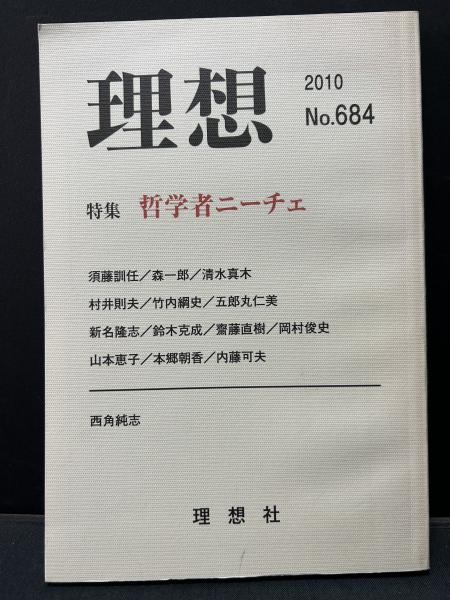 理想
2010
No.684
特集 哲学者ニーチェ
須藤訓任／森一郎／清水真木
村井則夫／竹内綱史／五郎丸仁美
新名隆志／鈴木克成／齋藤直樹／岡村俊史
山本恵子／本郷朝香／内藤可夫
西角純志
理想社